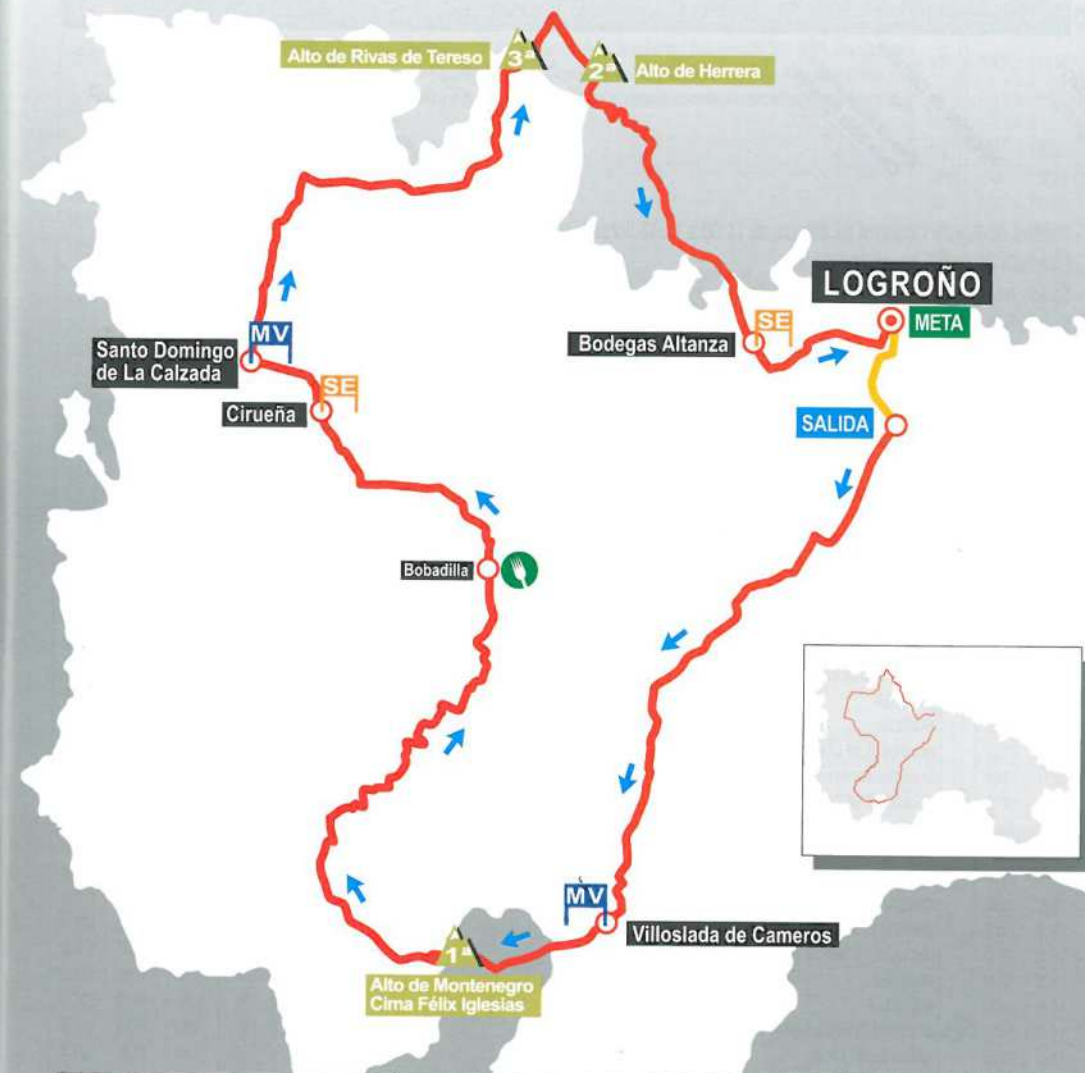 Alto de Rivas de Tereso
3ª
2ª
Alto de Herrera
LOGROÑO
META
SE
Bodegas Altanza
MV
Santo Domingo
de La Calzada
SE
Cirueña
SALIDA
Bobadilla
MV
Villoslada de Cameros
1ª
Alto de Montenegro
Cima Félix Iglesias